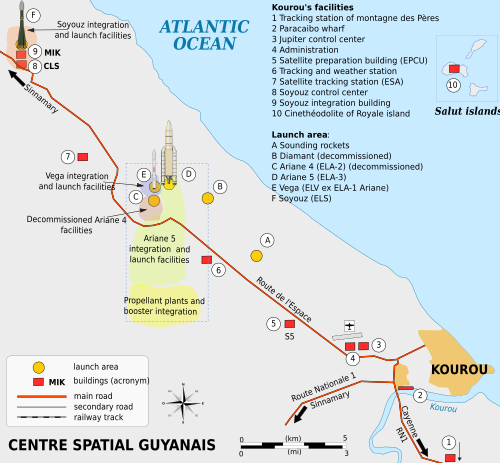 Kourou's facilities
1 Tracking station of montagne des Pères
2 Paracaibo wharf
3 Jupiter control center
4 Administration
5 Satellite preparation building (EPCU)
6 Tracking and weather station
7 Satellite tracking station (ESA)
8 Soyouz control center
9 Soyouz integration building
10 Cinethéodolite of Royale island
Launch area:
A Sounding rockets
B Diamant (decommissioned)
C Ariane 4 (ELA-2) (decommissioned)
D Ariane 5 (ELA-3)
E Vega (ELV ex ELA-1 Ariane)
F Soyouz (ELS)
ATLANTIC
OCEAN
F
Soyouz integration
and launch facilities
9 MIK
8 CLS
Sinnamary
10
Salut islands
7
Vega integration
and launch facilities
E
D
C
B
Decommissioned Ariane 4
facilities
A
Ariane 5
integration and
launch facilities
6
Propellant plants and
booster integration
Route de l'Espace
5
S5
3
4
KOUROU
2
Kourou
Route Nationale 1
Sinnamary
Cayenne
RN1
1
launch area
MIK buildings (acronym)
main road
secondary road
railway track
CENTRE SPATIAL GUYANAIS
0 (km) 5
0 (mi) 3